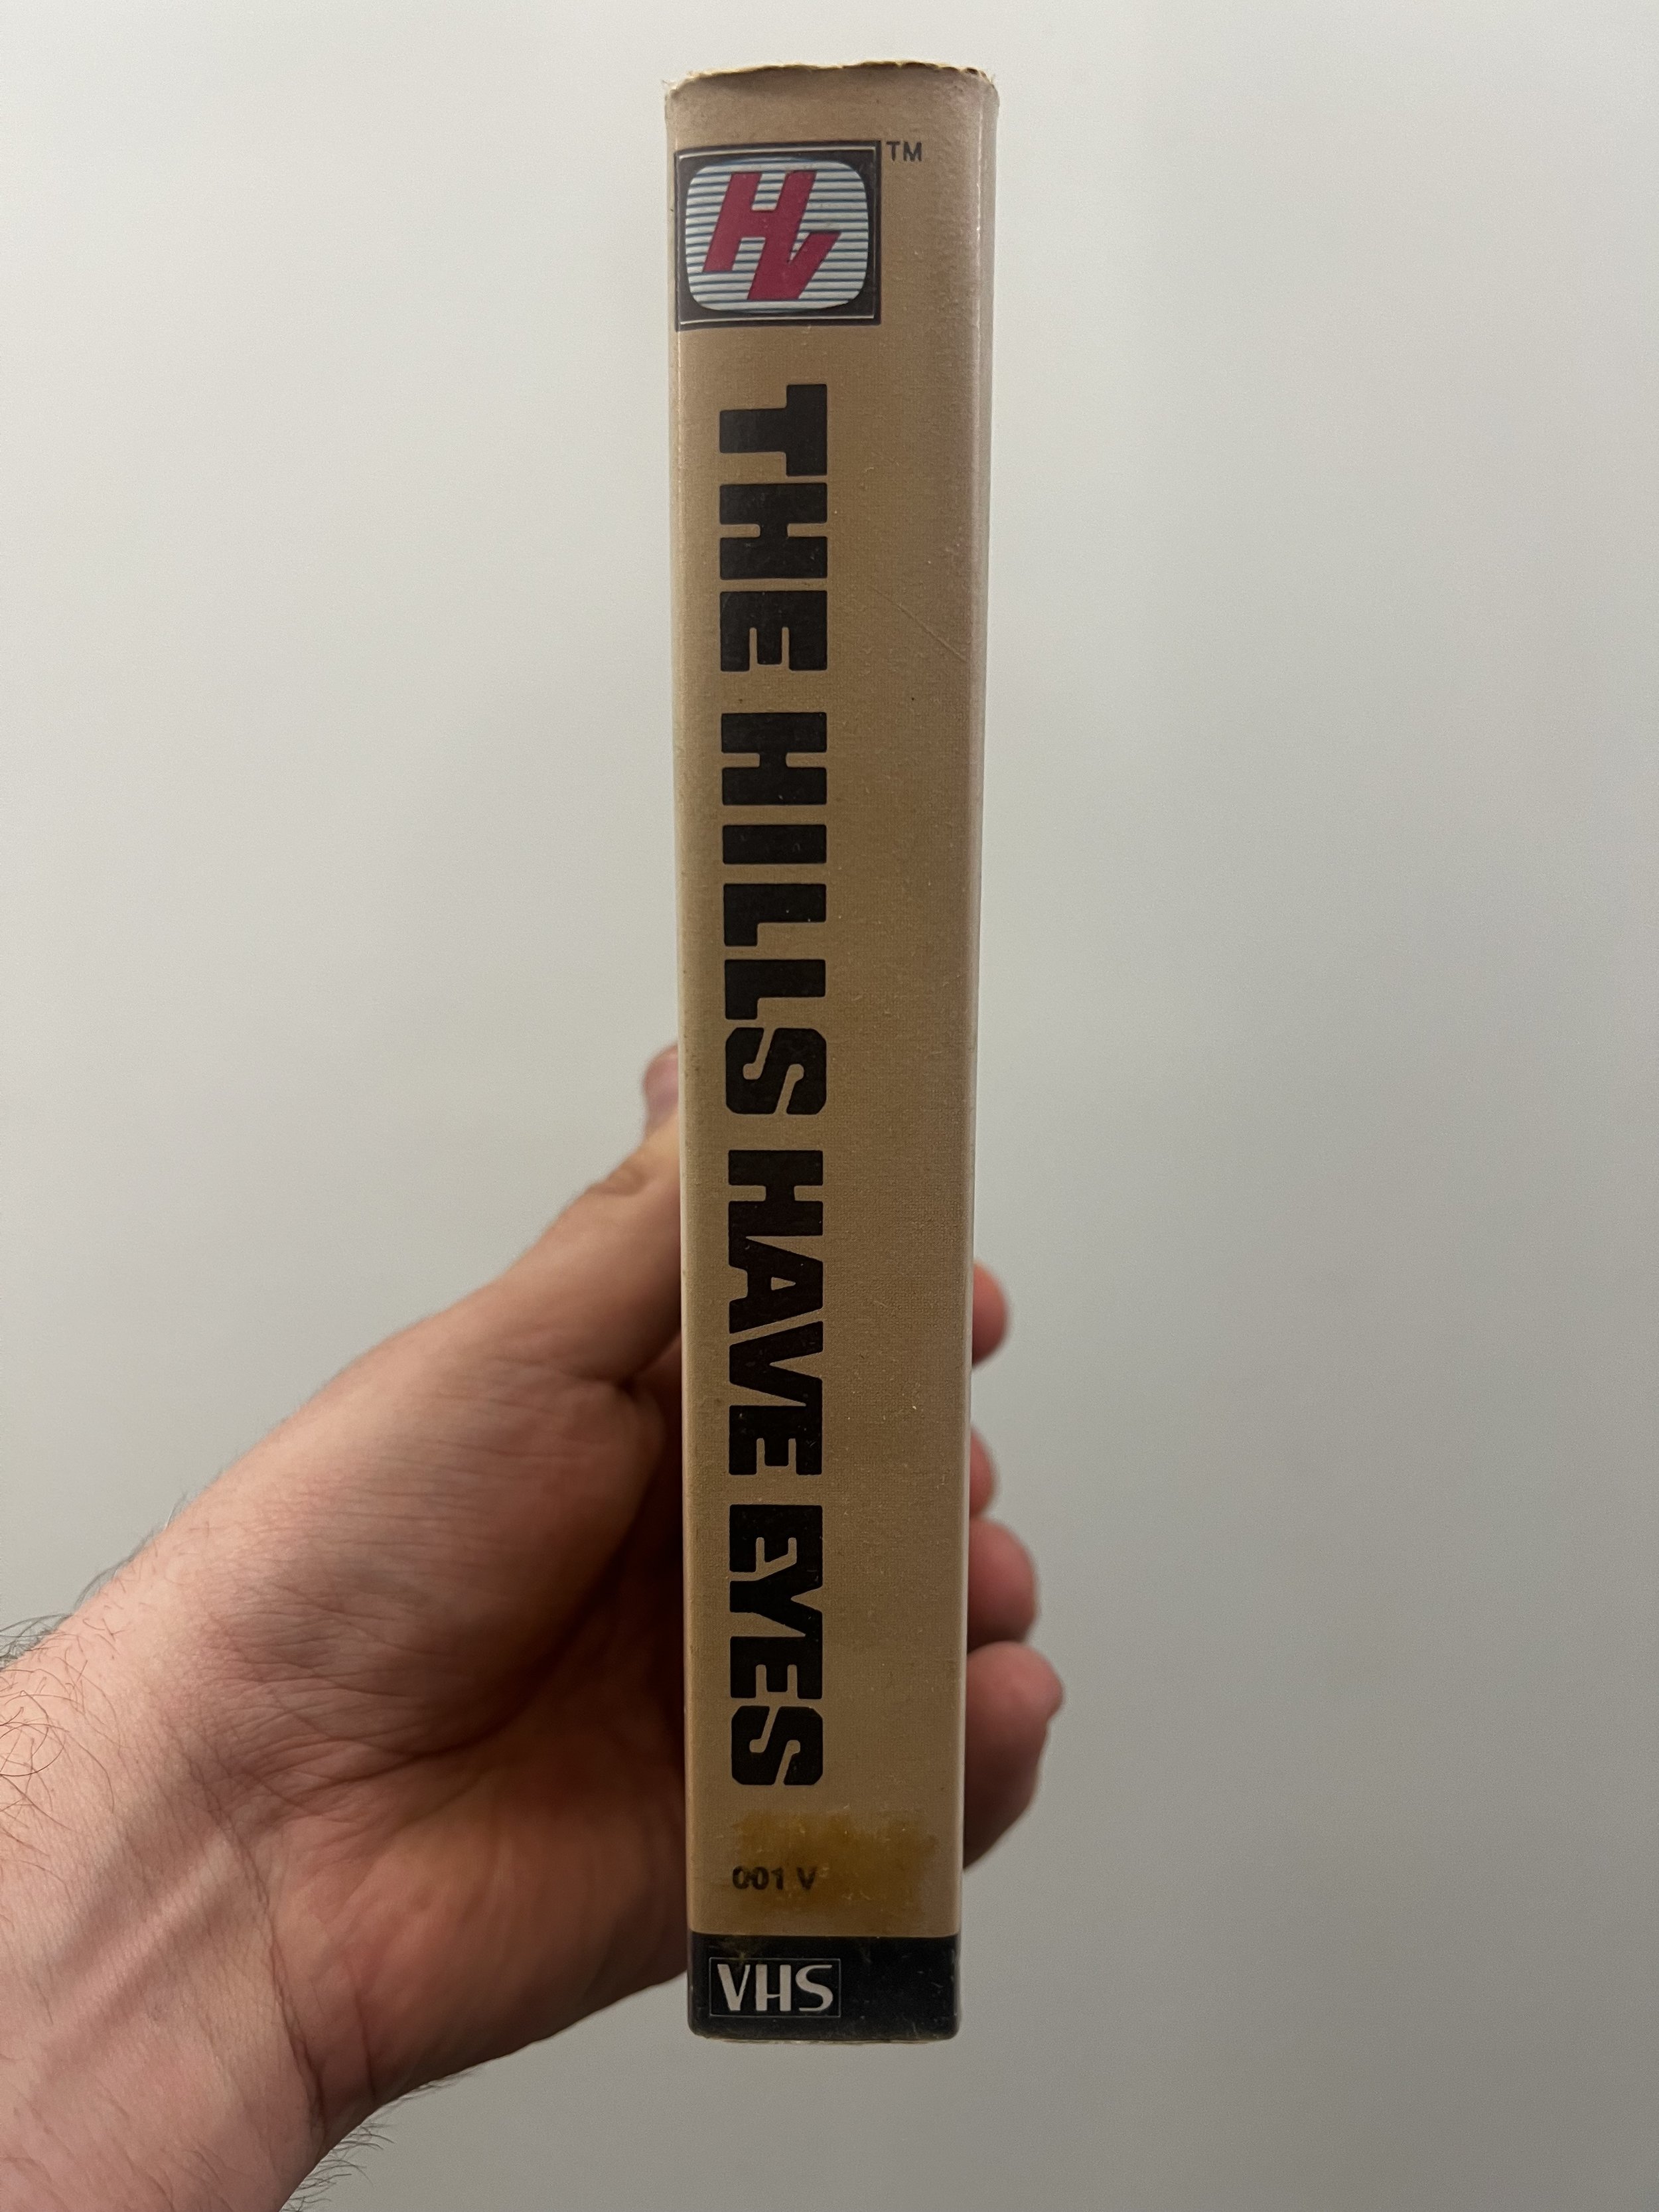 HV
TM
THE HILLS HAVE EYES
001 V
VHS